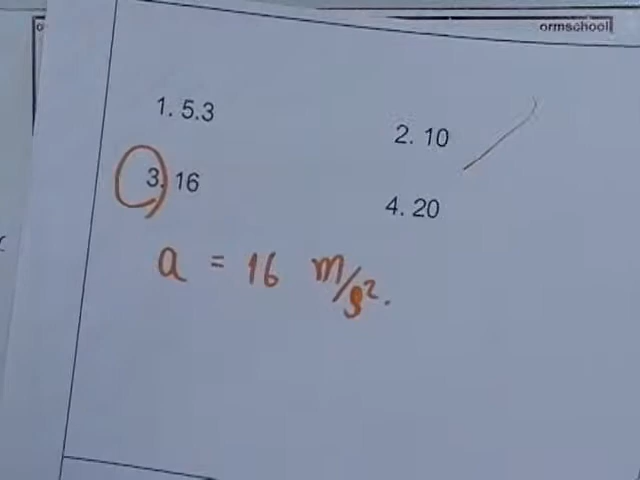 ormschool
1. 5.3
2. 10
3. 16
4. 20
a = 16 m/s².